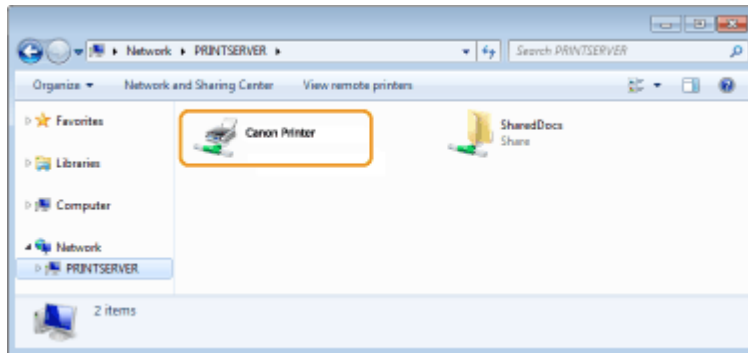 Network ▸ PRINTSERVER ▸
Search PRINTSERVER
Organize
Network and Sharing Center
View remote printers
Favorites
Libraries
Computer
Network
PRINTSERVER
Canon Printer
SharedDocs
Share
2 items